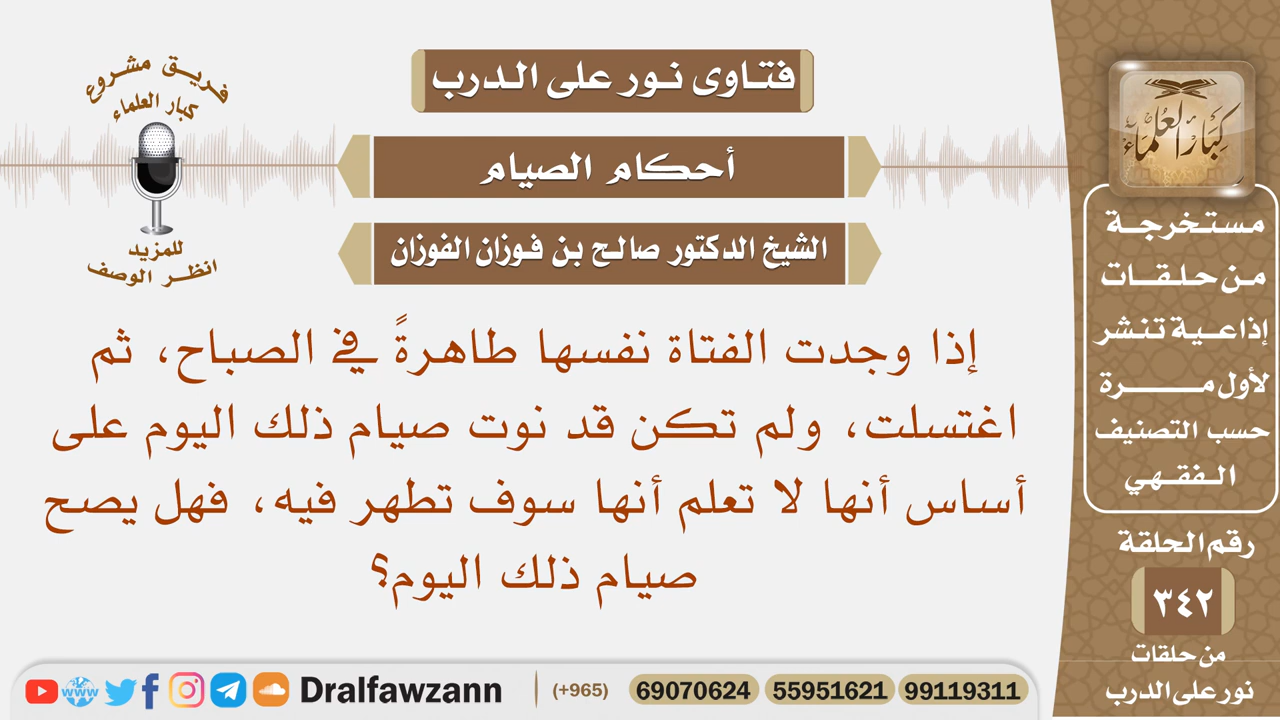 فتاوى نور على الدرب
أحكام الصيام
الشيخ الدكتور صالح بن فوزان الفوزان
إذا وجدت الفتاة نفسها طاهرةً في الصباح، ثم
اغتسلت، ولم تكن قد نوت صيام ذلك اليوم على
أساس أنها لا تعلم أنها سوف تطهر فيه، فهل يصح
صيام ذلك اليوم؟
كبار العلماء
مستخرجة
من حلقات
إذاعية تنشر
لأول مرة
حسب التصنيف
الفقهي
رقم الحلقة
٣٤٢
من حلقات
نور على الدرب
فريق مشروع
كبار العلماء
للمزيد
انظر الوصف
www Dralfawzann (+965) 69070624 55951621 99119311